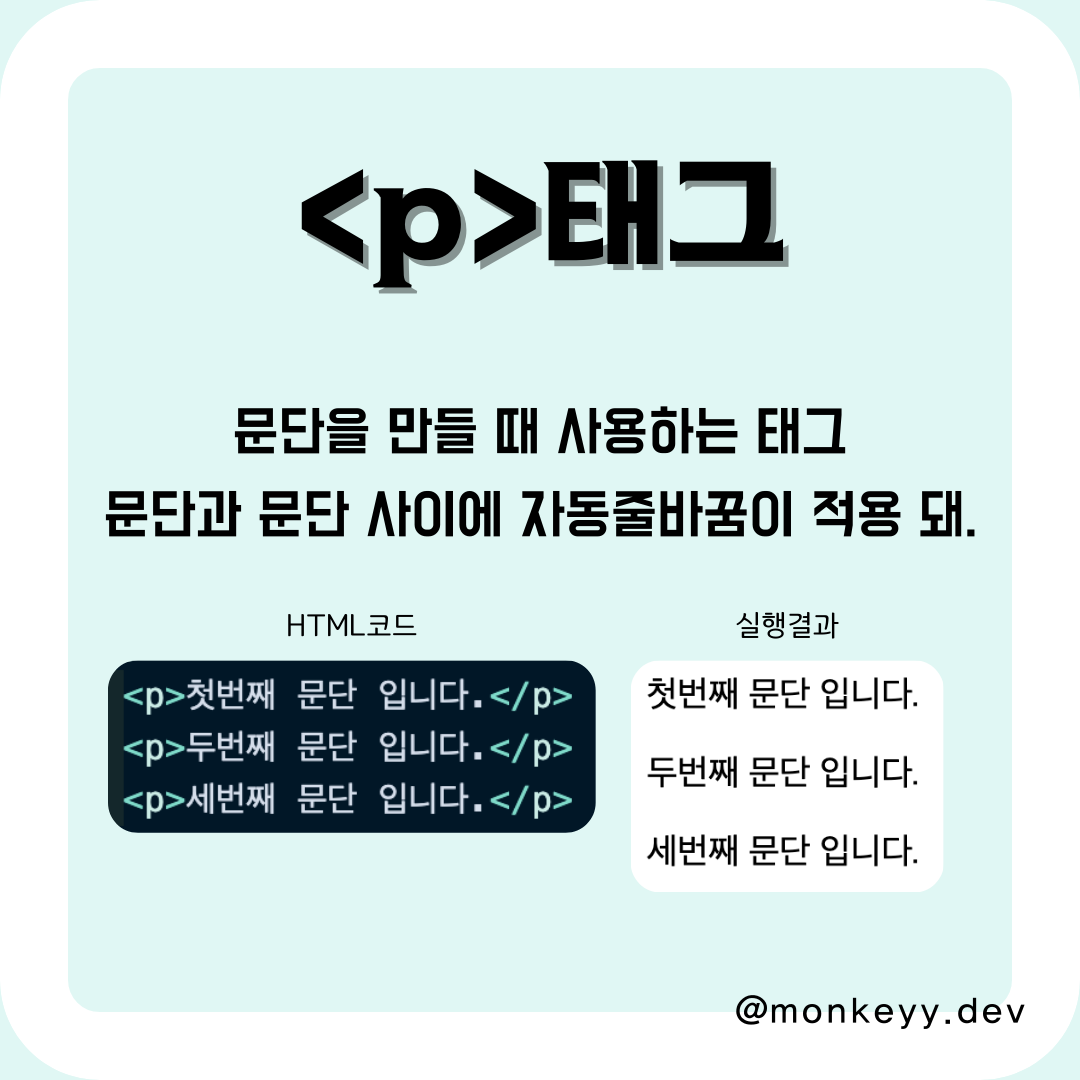 <p>태그
문단을 만들 때 사용하는 태그
문단과 문단 사이에 자동줄바꿈이 적용 돼.
HTML코드
<p>첫번째 문단 입니다.</p>
<p>두번째 문단 입니다.</p>
<p>세번째 문단 입니다.</p>
실행결과
첫번째 문단 입니다.
두번째 문단 입니다.
세번째 문단 입니다.
@monkeyy.dev